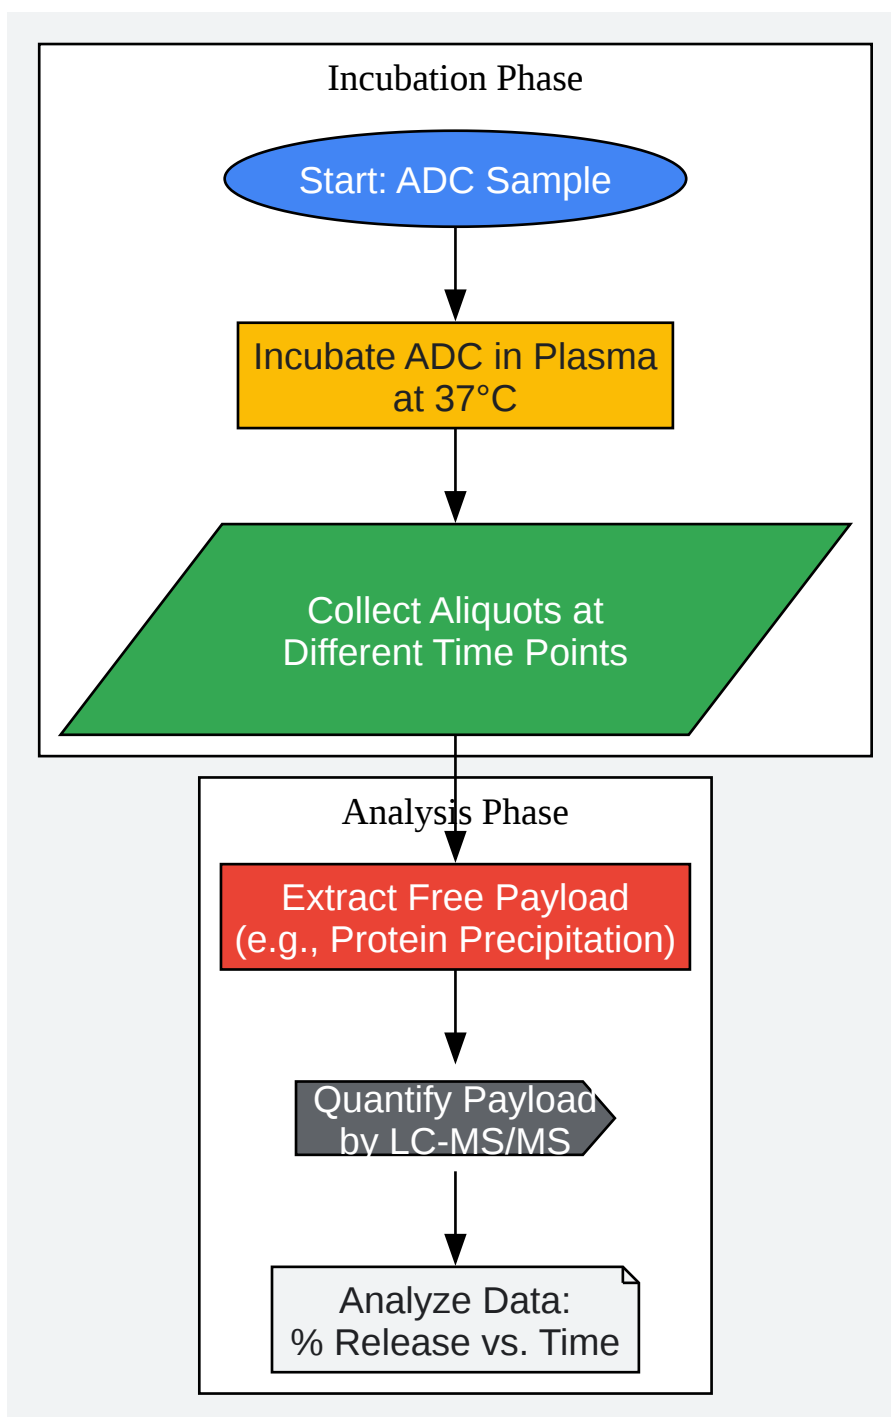 Incubation Phase
Start: ADC Sample
Incubate ADC in Plasma
at 37°C
Collect Aliquots at
Different Time Points
Analysis Phase
Extract Free Payload
(e.g., Protein Precipitation)
Quantify Payload
by LC-MS/MS
Analyze Data:
% Release vs. Time